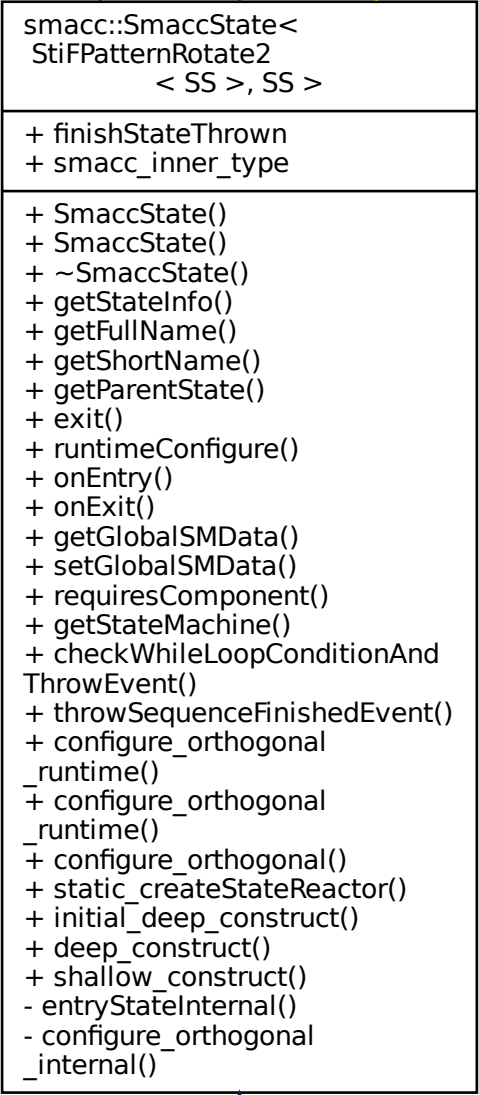 smacc::SmaccState<
StiFPatternRotate2
< SS >, SS >
+ finishStateThrown
+ smacc_inner_type
+ SmaccState()
+ SmaccState()
+ ~SmaccState()
+ getStateInfo()
+ getFullName()
+ getShortName()
+ getParentState()
+ exit()
+ runtimeConfigure()
+ onEntry()
+ onExit()
+ getGlobalSMData()
+ setGlobalSMData()
+ requiresComponent()
+ getStateMachine()
+ checkWhileLoopConditionAnd
ThrowEvent()
+ throwSequenceFinishedEvent()
+ configure_orthogonal
_runtime()
+ configure_orthogonal
_runtime()
+ configure_orthogonal()
+ static_createStateReactor()
+ initial_deep_construct()
+ deep_construct()
+ shallow_construct()
- entryStateInternal()
- configure_orthogonal
_internal()